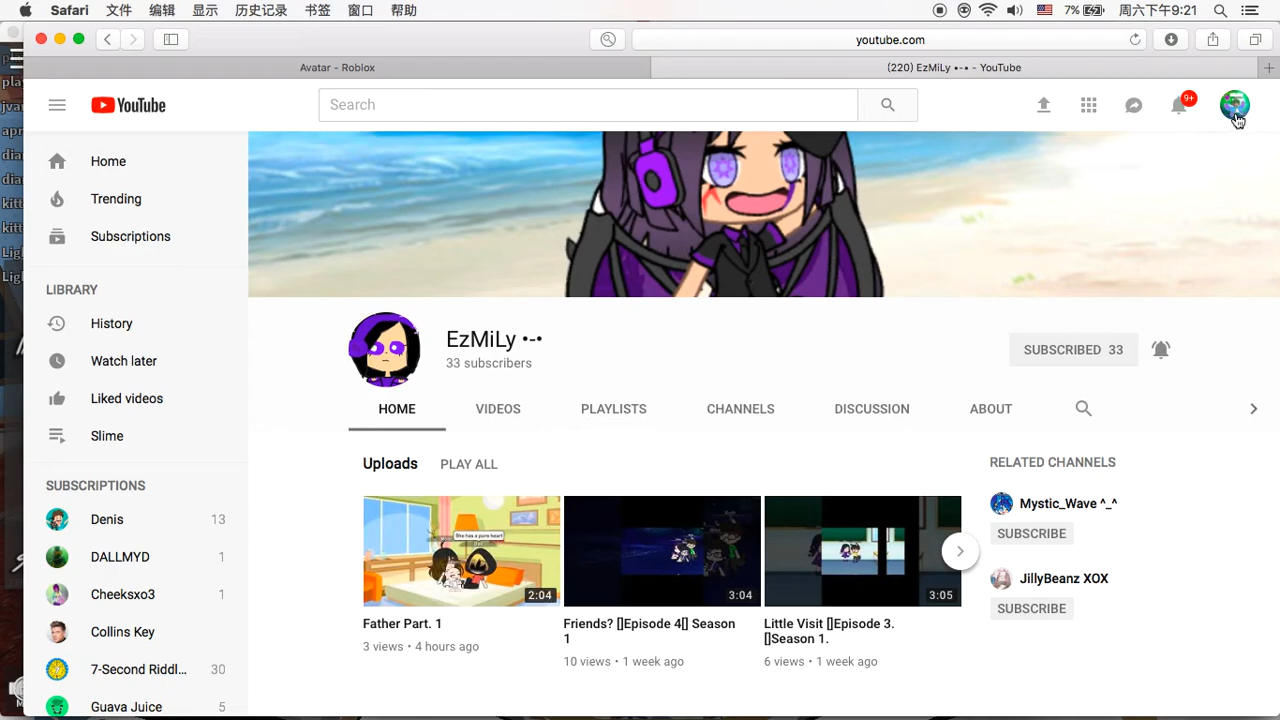 Safari 文件 编辑 显示 历史记录 书签 窗口 帮助 7% 周六下午9:21
youtube.com
Avatar - Roblox (220) EzMiLy •-• - YouTube
YouTube Search 9+
Home
Trending
Subscriptions
LIBRARY
History
Watch later
Liked videos
Slime
SUBSCRIPTIONS
Denis 13
DALLMYD 1
Cheeksxo3 1
Collins Key
7-Second Riddl... 30
Guava Juice 5
EzMiLy •-•
33 subscribers
SUBSCRIBED 33
HOME VIDEOS PLAYLISTS CHANNELS DISCUSSION ABOUT
Uploads PLAY ALL
She has a pure heart
2:04
Father Part. 1
3 views • 4 hours ago
3:04
Friends? []Episode 4[] Season
1
10 views • 1 week ago
3:05
Little Visit []Episode 3.
[]Season 1.
6 views • 1 week ago
RELATED CHANNELS
Mystic_Wave ^_^
SUBSCRIBE
JillyBeanz XOX
SUBSCRIBE